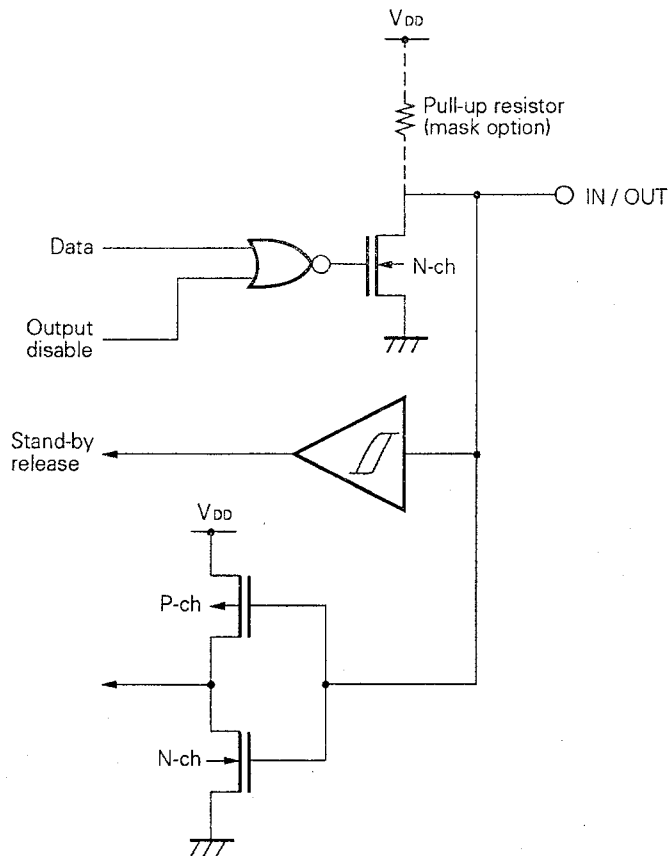 VDD
Pull-up resistor
(mask option)
IN / OUT
Data
N-ch
Output
disable
Stand-by
release
VDD
P-ch
N-ch